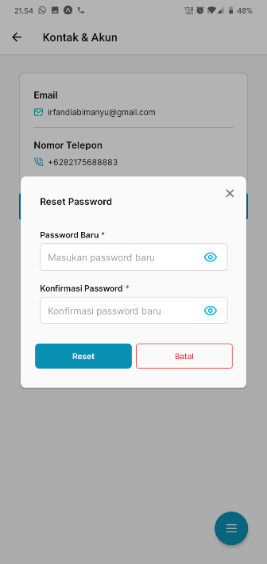 21.54
48%
Kontak & Akun
Email
irfandiabimanyu@gmail.com
Nomor Telepon
+6282175688883
Reset Password
Password Baru *
Masukan password baru
Konfirmasi Password *
Konfirmasi password baru
Reset
Batal